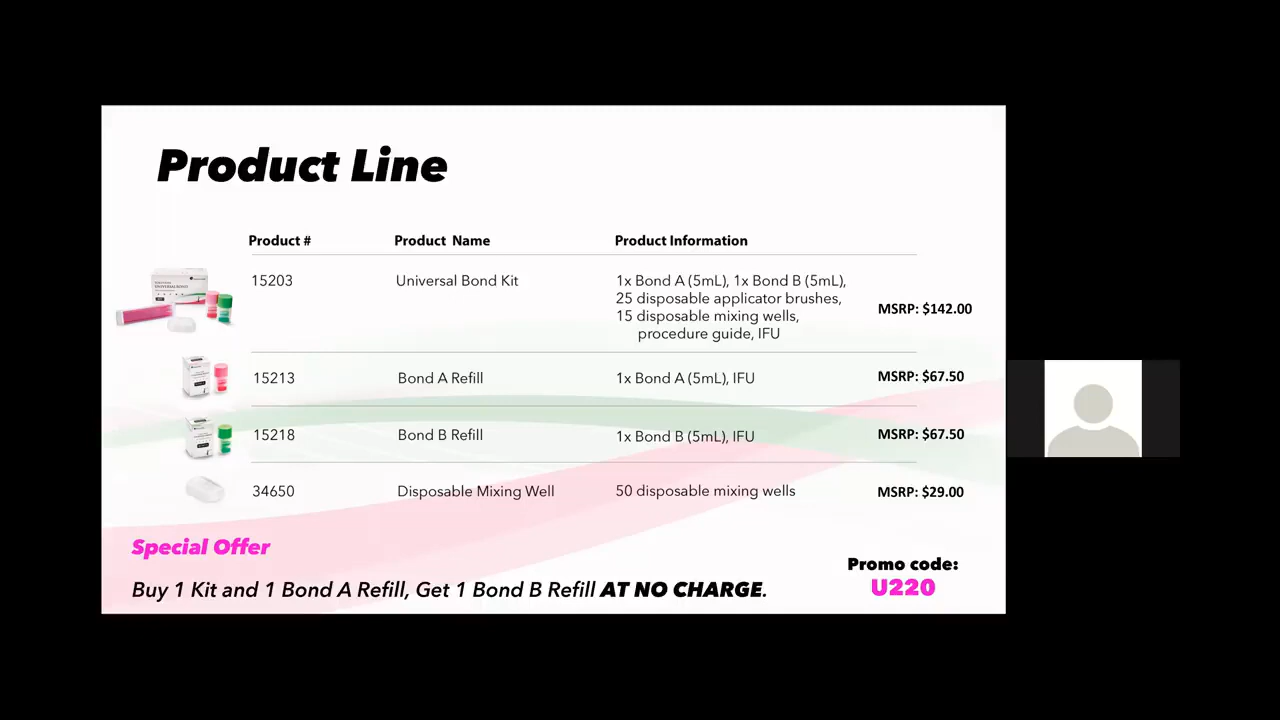 Product Line
Product # Product Name Product Information
15203 Universal Bond Kit 1x Bond A (5mL), 1x Bond B (5mL),
25 disposable applicator brushes,
15 disposable mixing wells,
procedure guide, IFU
MSRP: $142.00
15213 Bond A Refill 1x Bond A (5mL), IFU MSRP: $67.50
15218 Bond B Refill 1x Bond B (5mL), IFU MSRP: $67.50
34650 Disposable Mixing Well 50 disposable mixing wells MSRP: $29.00
Special Offer
Buy 1 Kit and 1 Bond A Refill, Get 1 Bond B Refill AT NO CHARGE.
Promo code:
U220